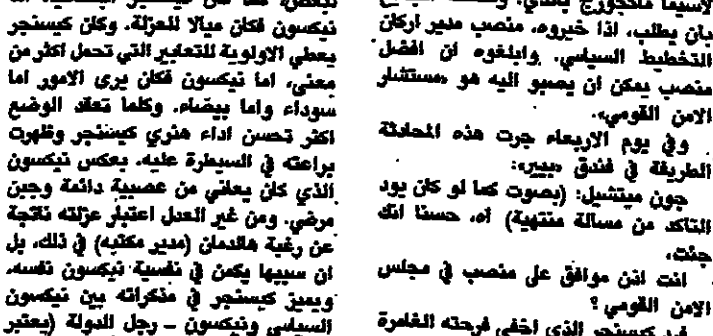 لاسيما ماكجورج باندي،
بان يطلب، اذا خيروه، منصب مدير اركان
التخطيط السياسي. وابلغوه ان افضل
منصب يمكن ان يصبو اليه هو «مستشار
الامن القومي».
وفي يوم الاربعاء جرت هذه المحادثة
الطريفة في فندق «بيير»:
جون ميتشيل: (بصوت كما لو كان يود
التاكد من مسالة منتهية) اه، حسنا انك
جئت،
انت اذن موافق على منصب في مجلس
الامن القومي؟
كيسنجر الذي اخفى فرحته الغامرة
نيكسون فكان ميالا للعزلة. وكان كيسنجر
يعطي الاولوية للتعابير التي تحمل اكثر من
معنى، اما نيكسون فكان يرى الامور اما
سوداء واما بيضاء. وكلما تعقد الوضع
اكثر تحسن اداء هنري كيسنجر وظهرت
براعته في السيطرة عليه، بعكس نيكسون
الذي كان يعاني من عصبية دائمة وجبن
مرضي. ومن غير العدل اعتبار عزلته ناتجة
عن رغبة هالدمان (مدير مكتبه) في ذلك، بل
ان سببها يكمن في نفسية نيكسون نفسه.
ويميز كيسنجر في مذكراته بين نيكسون
السياسي ونيكسون – رجل الدولة (يعتبر